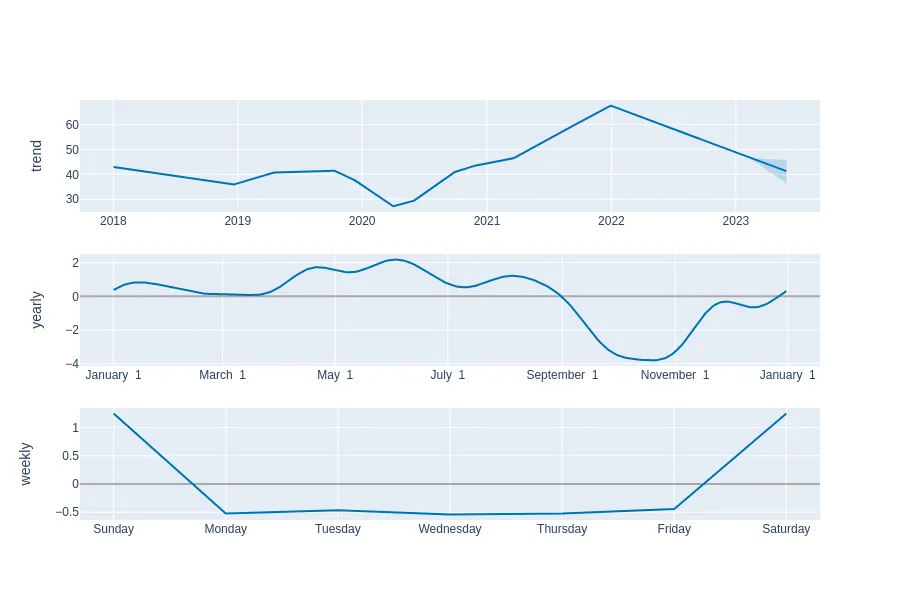 trend
60
50
40
30
2018 2019 2020 2021 2022 2023
yearly
2
0
−2
−4
January 1 March 1 May 1 July 1 September 1 November 1 January 1
weekly
1
0.5
0
−0.5
Sunday Monday Tuesday Wednesday Thursday Friday Saturday